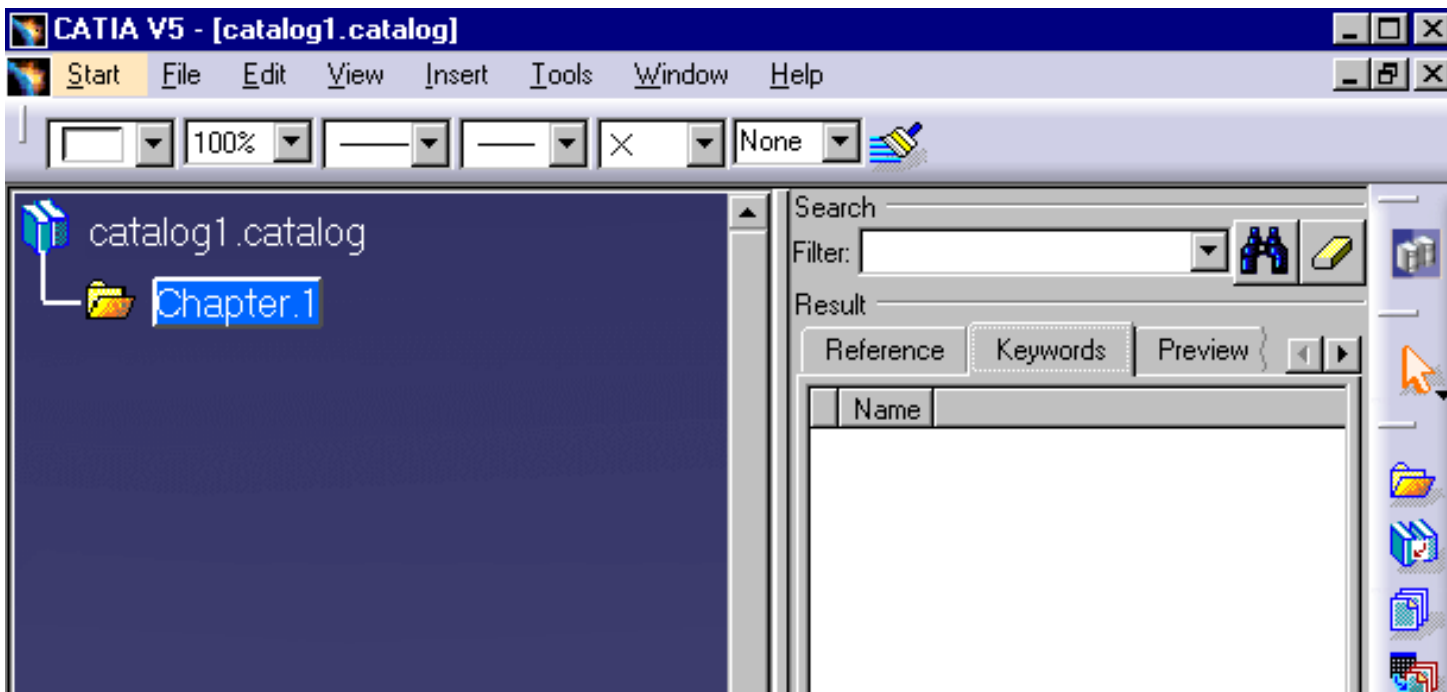 CATIA V5 - [catalog1.catalog]
Start File Edit View Insert Tools Window Help
100% None
catalog1.catalog
Chapter.1
Search
Filter:
Result
Reference Keywords Preview
Name